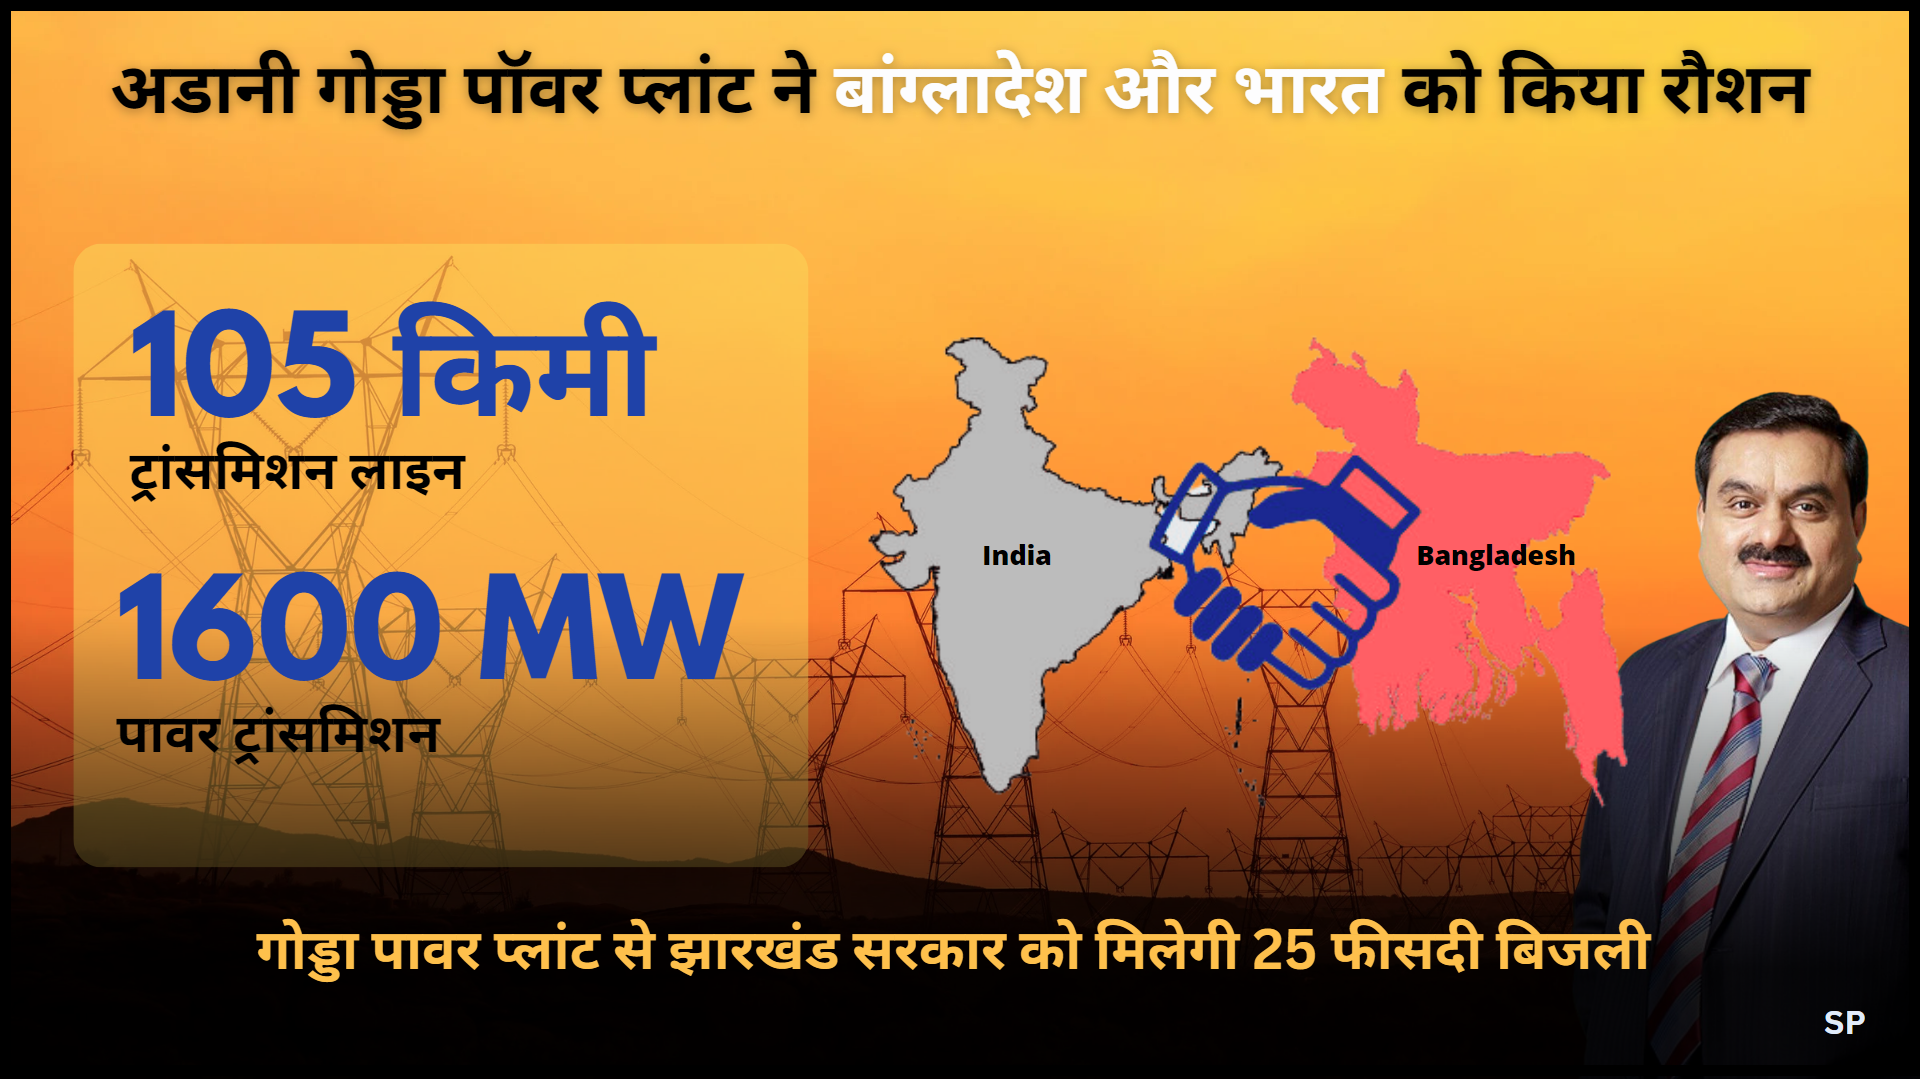 अडानी गोड्डा पॉवर प्लांट ने बांग्लादेश और भारत को किया रौशन
105 किमी
ट्रांसमिशन लाइन
1600 MW
पावर ट्रांसमिशन
India
Bangladesh
गोड्डा पावर प्लांट से झारखंड सरकार को मिलेगी 25 फीसदी बिजली
SP